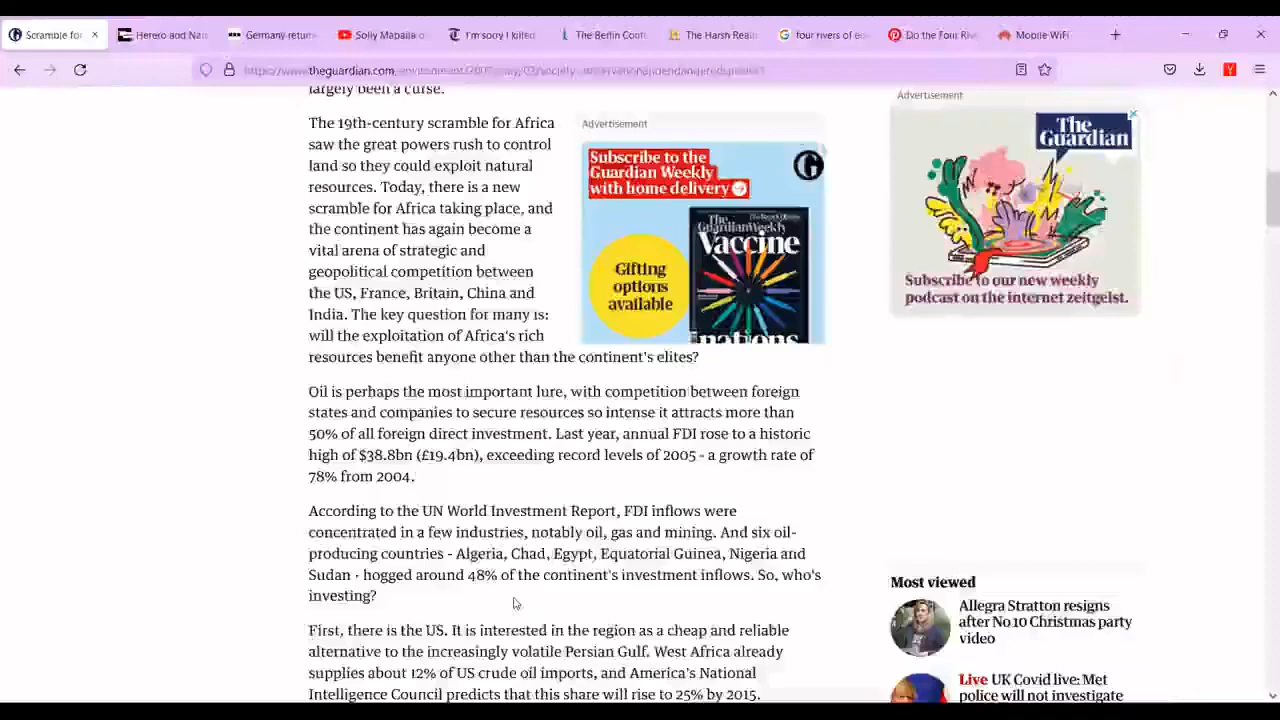 Scramble for
Herero and Nam
Germany return
Solly Mapaila o
I'm sorry I killed
The Berlin Conf
The Harsh Reali
four rivers of ed
Do the Four Rive
Mobile WiFi
theguardian.com
largely been a curse.
The 19th-century scramble for Africa
saw the great powers rush to control
land so they could exploit natural
resources. Today, there is a new
scramble for Africa taking place, and
the continent has again become a
vital arena of strategic and
geopolitical competition between
the US, France, Britain, China and
India. The key question for many is:
will the exploitation of Africa's rich
resources benefit anyone other than the continent's elites?
Advertisement
Subscribe to the
Guardian Weekly
with home delivery
Gifting
options
available
The Guardian Weekly
Vaccine
nations
Oil is perhaps the most important lure, with competition between foreign
states and companies to secure resources so intense it attracts more than
50% of all foreign direct investment. Last year, annual FDI rose to a historic
high of $38.8bn (£19.4bn), exceeding record levels of 2005 - a growth rate of
78% from 2004.
According to the UN World Investment Report, FDI inflows were
concentrated in a few industries, notably oil, gas and mining. And six oil-
producing countries - Algeria, Chad, Egypt, Equatorial Guinea, Nigeria and
Sudan - hogged around 48% of the continent's investment inflows. So, who's
investing?
First, there is the US. It is interested in the region as a cheap and reliable
alternative to the increasingly volatile Persian Gulf. West Africa already
supplies about 12% of US crude oil imports, and America's National
Intelligence Council predicts that this share will rise to 25% by 2015.
Advertisement
The
Guardian
Subscribe to our new weekly
podcast on the internet zeitgeist.
Most viewed
Allegra Stratton resigns
after No 10 Christmas party
video
Live UK Covid live: Met
police will not investigate